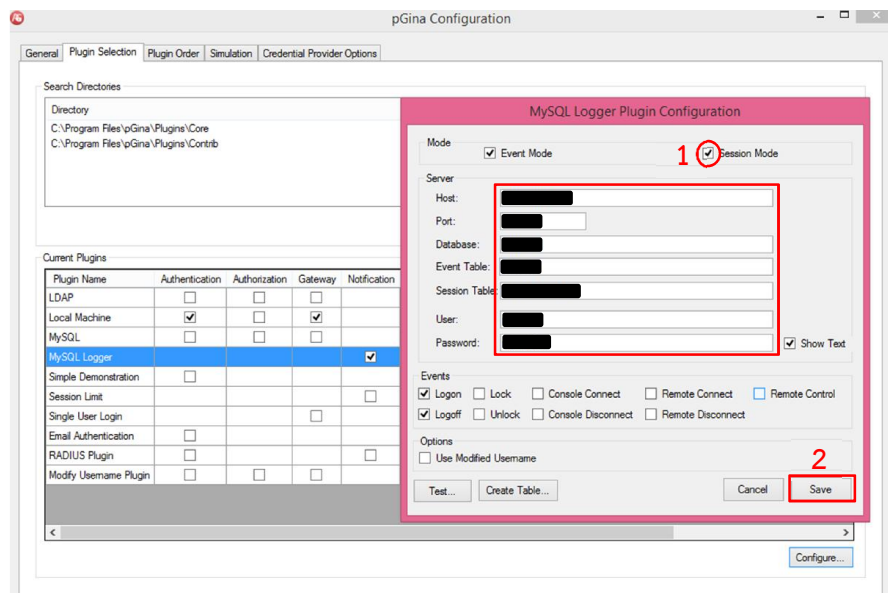 pGina Configuration
General Plugin Selection Plugin Order Simulation Credential Provider Options
Search Directories
Directory
C:\Program Files\pGina\Plugins\Core
C:\Program Files\pGina\Plugins\Contrib
Current Plugins
Plugin Name Authentication Authorization Gateway Notification
LDAP
Local Machine
MySQL
MySQL Logger
Simple Demonstration
Session Limit
Single User Login
Email Authentication
RADIUS Plugin
Modify Username Plugin
Configure...
MySQL Logger Plugin Configuration
Mode
Event Mode 1 Session Mode
Server
Host:
Port:
Database:
Event Table:
Session Table:
User:
Password: Show Text
Events
Logon Lock Console Connect Remote Connect Remote Control
Logoff Unlock Console Disconnect Remote Disconnect
Options
Use Modified Username
2
Test... Create Table... Cancel Save